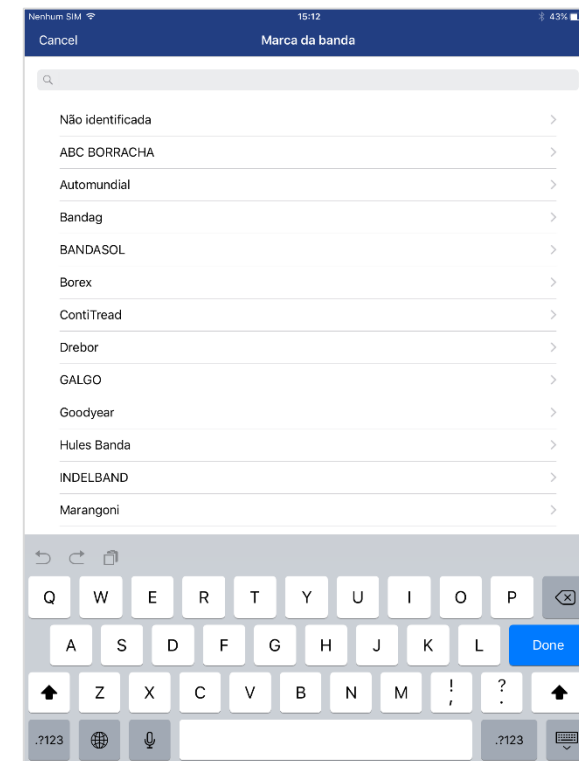 Nenhum SIM 15:12 43%
Cancel Marca da banda
Não identificada
ABC BORRACHA
Automundial
Bandag
BANDASOL
Borex
ContiTread
Drebor
GALGO
Goodyear
Hules Banda
INDELBAND
Marangoni
Q W E R T Y U I O P
A S D F G H J K L Done
Z X C V B N M ! , ? .
.?123 .?123